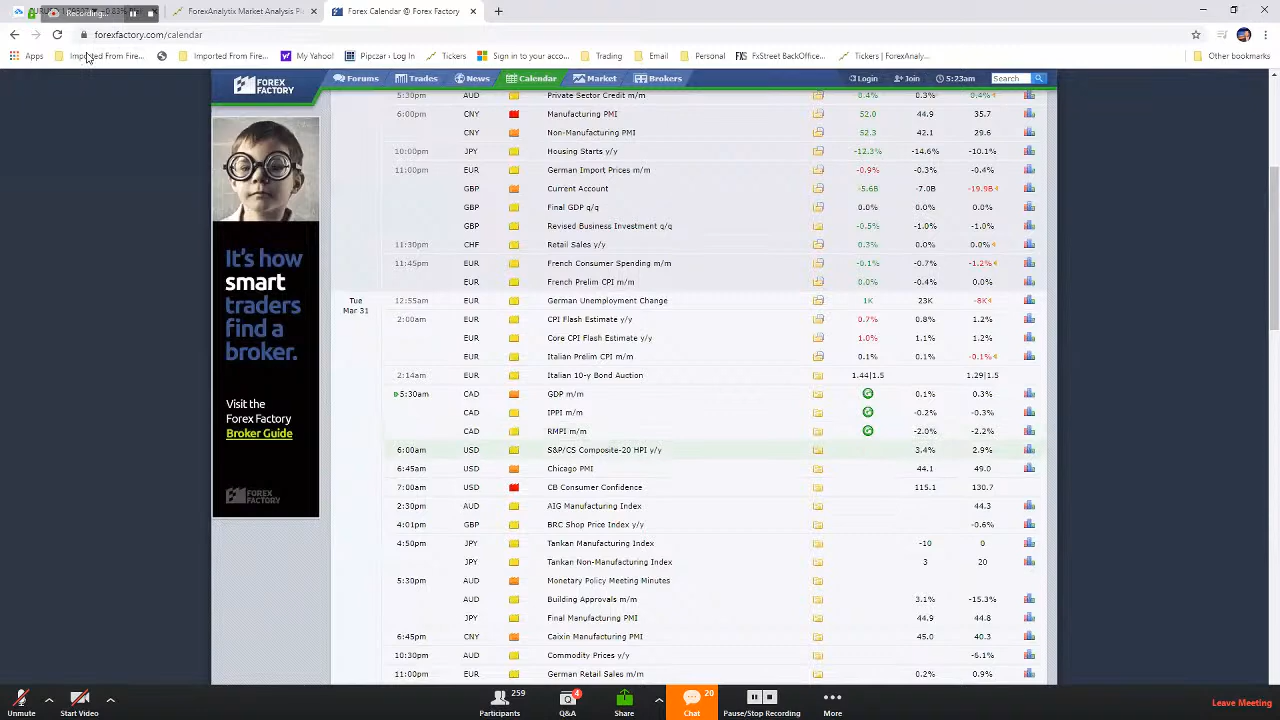 Recording...
ForexAnalytix Market Analysis Pa
Forex Calendar @ Forex Factory
forexfactory.com/calendar
Apps Imported From Fire... Imported From Fire... My Yahoo! Pipczar | Log In Tickers Sign in to your acco... Trading Email Personal FxStreet BackOffice... Tickers | ForexAnaly... Other bookmarks
FOREX FACTORY Forums Trades News Calendar Market Brokers Login Join 5:23am Search
5:30pm AUD Private Sector Credit m/m 0.4% 0.3% 0.4%
6:00pm CNY Manufacturing PMI 52.0 44.9 35.7
CNY Non-Manufacturing PMI 52.3 42.1 29.6
10:00pm JPY Housing Starts y/y -12.3% -14.6% -10.1%
11:00pm EUR German Import Prices m/m -0.9% -0.3% -0.4%
GBP Current Account -5.6B -7.0B -19.9B
GBP Final GDP q/q 0.0% 0.0% 0.0%
GBP Revised Business Investment q/q -0.5% -1.0% -1.0%
11:30pm CHF Retail Sales y/y 0.3% 0.0% 0.0%
11:45pm EUR French Consumer Spending m/m -0.1% -0.7% -1.2%
EUR French Prelim CPI m/m 0.0% -0.4% 0.0%
Tue
Mar 31
12:55am EUR German Unemployment Change 1K 23K -8K
2:00am EUR CPI Flash Estimate y/y 0.7% 0.8% 1.2%
EUR Core CPI Flash Estimate y/y 1.0% 1.1% 1.2%
EUR Italian Prelim CPI m/m 0.1% 0.1% -0.1%
2:14am EUR Italian 10-y Bond Auction 1.44|1.5 1.29|1.5
5:30am CAD GDP m/m 0.1% 0.3%
CAD IPPI m/m -0.2% -0.3%
CAD RMPI m/m -2.0% -2.2%
6:00am USD S&P/CS Composite-20 HPI y/y 3.4% 2.9%
6:45am USD Chicago PMI 44.1 49.0
7:00am USD CB Consumer Confidence 115.1 130.7
2:30pm AUD AIG Manufacturing Index 44.3
4:01pm GBP BRC Shop Price Index y/y -0.6%
4:50pm JPY Tankan Manufacturing Index -10 0
JPY Tankan Non-Manufacturing Index 3 20
5:30pm AUD Monetary Policy Meeting Minutes
AUD Building Approvals m/m 3.1% -15.3%
JPY Final Manufacturing PMI 44.9 44.8
6:45pm CNY Caixin Manufacturing PMI 45.0 40.3
10:30pm AUD Commodity Prices y/y -6.1%
11:00pm EUR German Retail Sales m/m 0.2% 0.9%
It's how
smart
traders
find a
broker.
Visit the
Forex Factory
Broker Guide
FOREX
FACTORY
Unmute Start Video Participants 259 Q&A 4 Share Chat 20 Pause/Stop Recording More Leave Meeting